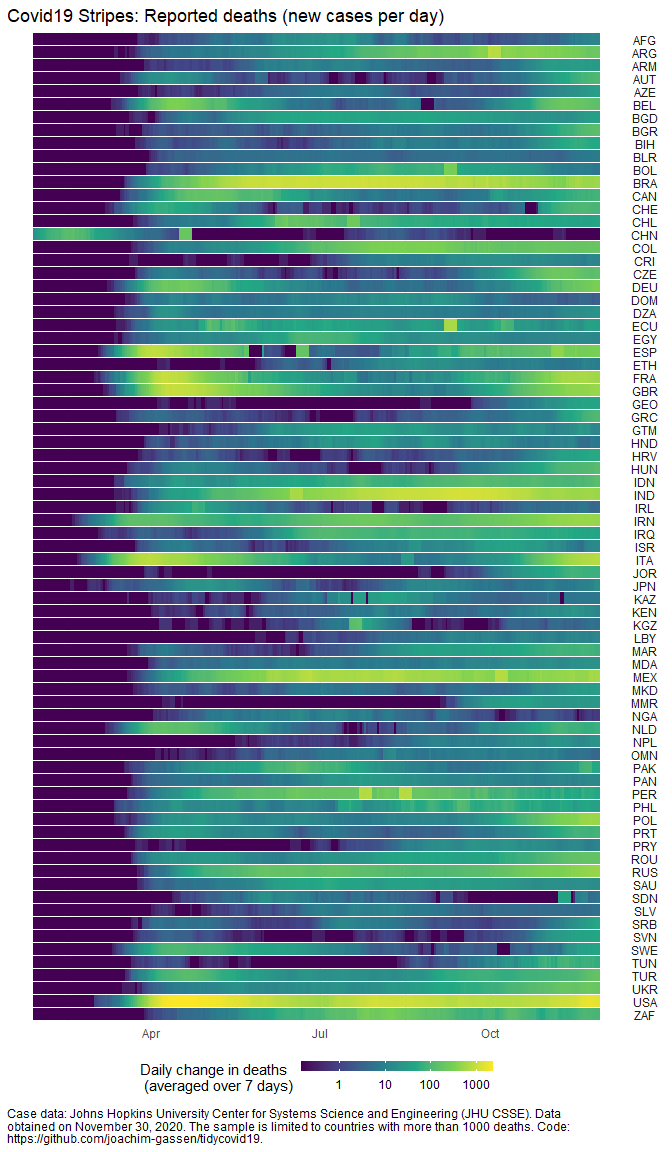 Covid19 Stripes: Reported deaths (new cases per day)
AFG
ARG
ARM
AUT
AZE
BEL
BGD
BGR
BIH
BLR
BOL
BRA
CAN
CHE
CHL
CHN
COL
CRI
CZE
DEU
DOM
DZA
ECU
EGY
ESP
ETH
FRA
GBR
GEO
GRC
GTM
HND
HRV
HUN
IDN
IND
IRL
IRN
IRQ
ISR
ITA
JOR
JPN
KAZ
KEN
KGZ
LBY
MAR
MDA
MEX
MKD
MMR
NGA
NLD
NPL
OMN
PAK
PAN
PER
PHL
POL
PRT
PRY
ROU
RUS
SAU
SDN
SLV
SRB
SVN
SWE
TUN
TUR
UKR
USA
ZAF
Apr Jul Oct
Daily change in deaths
(averaged over 7 days)
1 10 100 1000
Case data: Johns Hopkins University Center for Systems Science and Engineering (JHU CSSE). Data
obtained on November 30, 2020. The sample is limited to countries with more than 1000 deaths. Code:
https://github.com/joachim-gassen/tidycovid19.